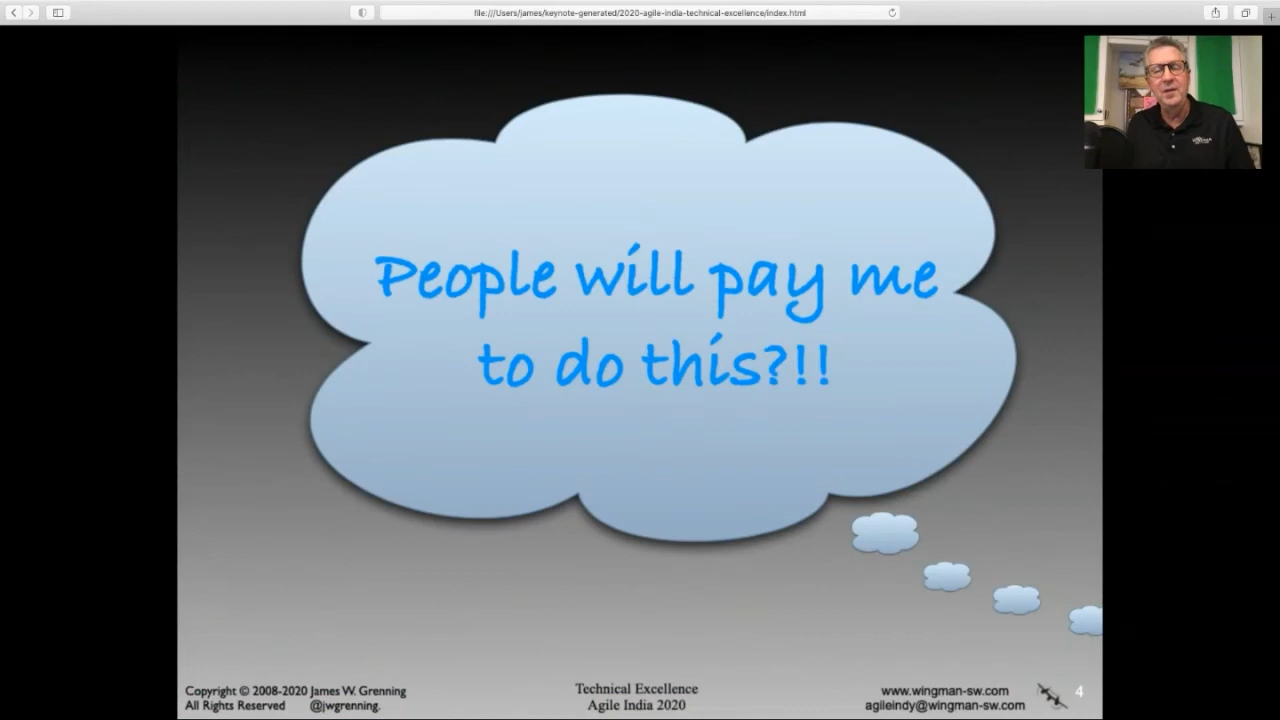 file:///Users/james/keynote-generated/2020-agile-india-technical-excellence/index.html
People will pay me
to do this?!!
Copyright © 2008-2020 James W. Grenning
All Rights Reserved @jwgrenning.
Technical Excellence
Agile India 2020
www.wingman-sw.com
agileindy@wingman-sw.com
4